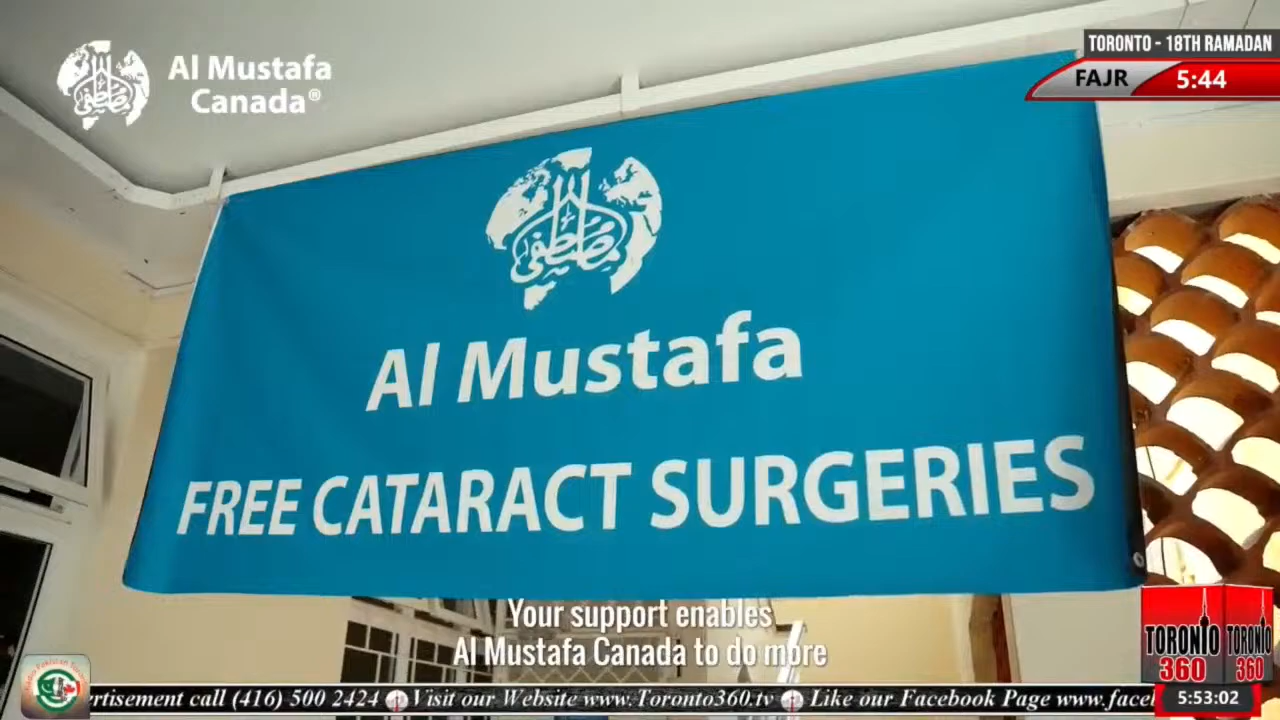 Al Mustafa
Canada®
TORONTO - 18TH RAMADAN
FAJR 5:44
مصطفى
Al Mustafa
FREE CATARACT SURGERIES
Your support enables
Al Mustafa Canada to do more
TORONTO
360
TORONTO
360
rtisement call (416) 500 2424 Visit our Website www.Toronto360.tv Like our Facebook Page www.face
5:53:02